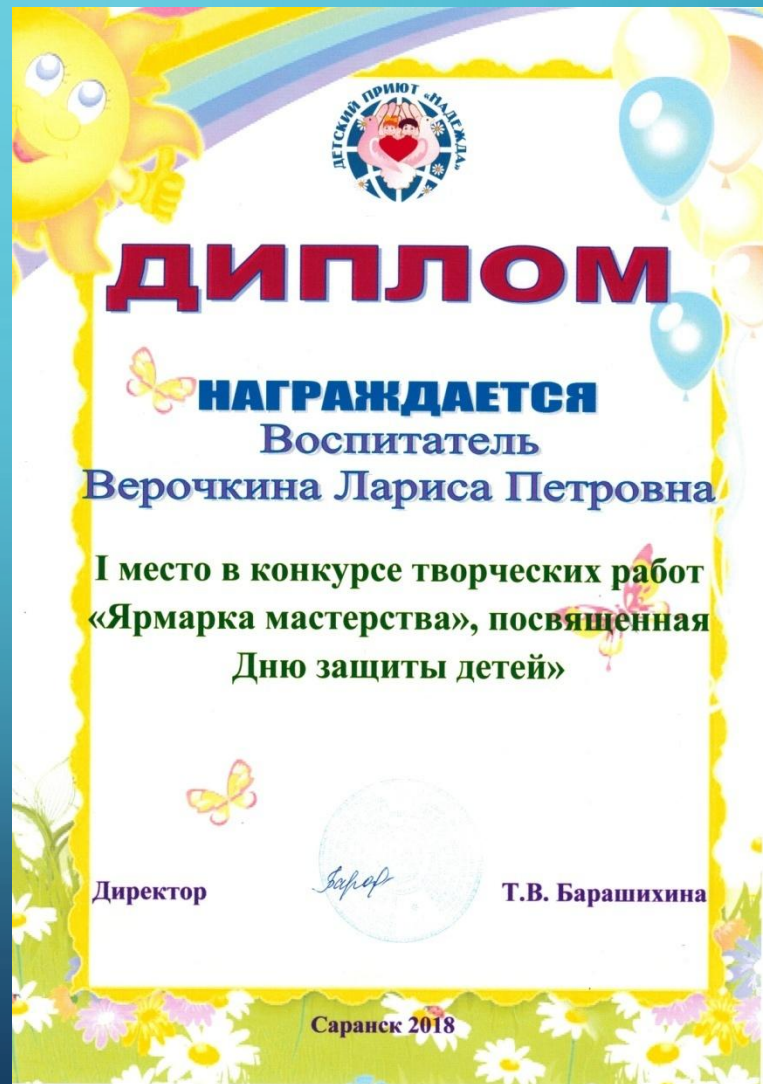 ДЕТСКИЙ ПРИЮТ «НАДЕЖДА»
ДИПЛОМ
НАГРАЖДАЕТСЯ
Воспитатель
Верочкина Лариса Петровна
I место в конкурсе творческих работ
«Ярмарка мастерства», посвященная
Дню защиты детей»
Директор
Т.В. Барашихина
Саранск 2018